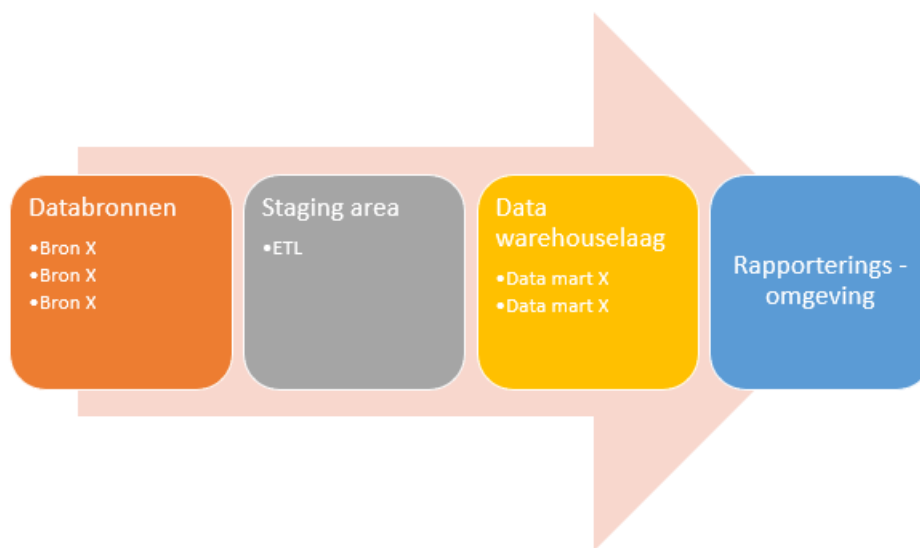 Databronnen
•Bron X
•Bron X
•Bron X
Staging area
•ETL
Data
warehouselaag
•Data mart X
•Data mart X
Rapporterings -
omgeving